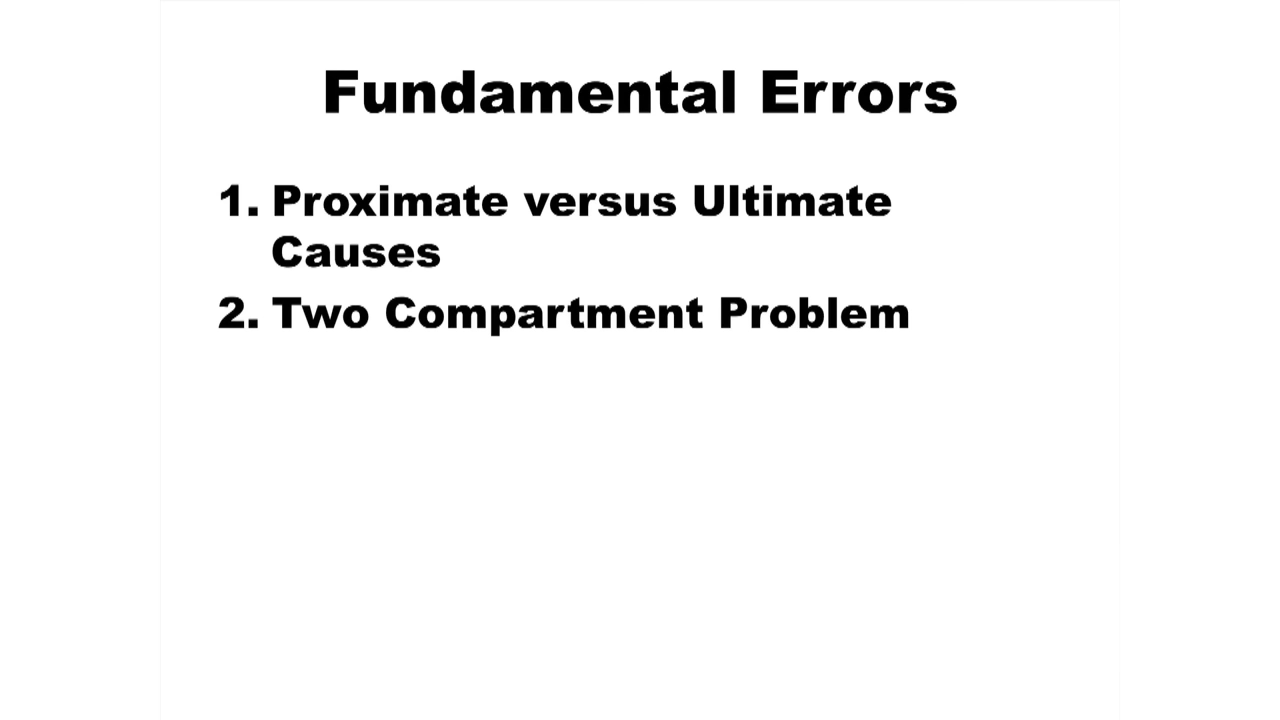 Fundamental Errors
1. Proximate versus Ultimate
Causes
2. Two Compartment Problem